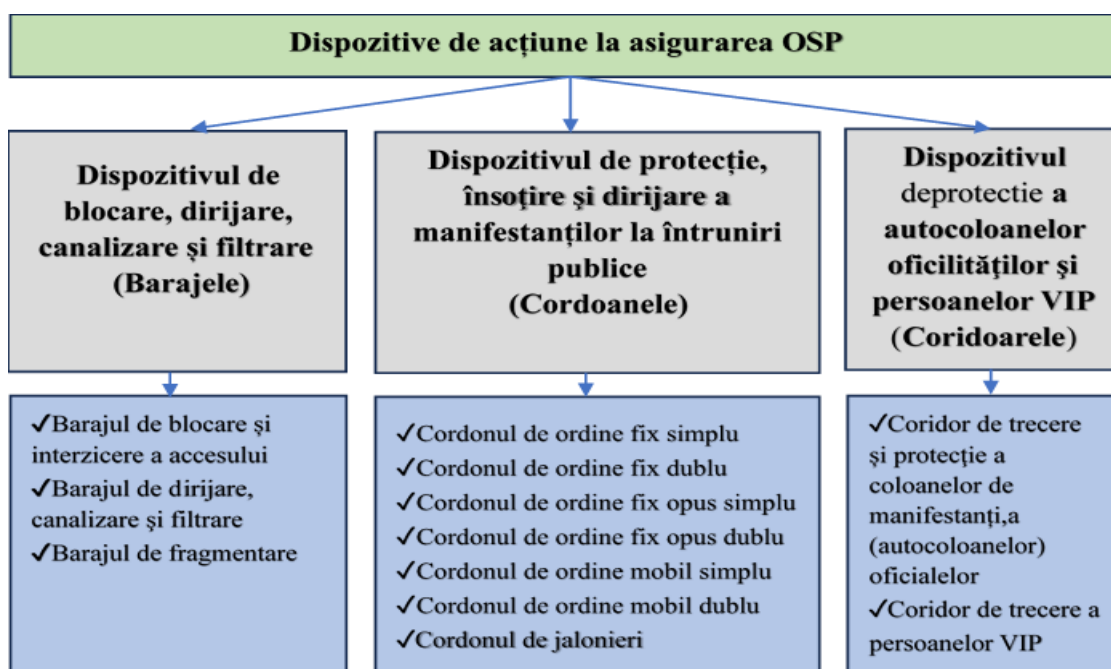 Dispozitive de acțiune la asigurarea OSP
Dispozitivul de
blocare, dirijare,
canalizare și filtrare
(Barajele)
Dispozitivul de protecție,
însoțire şi dirijare a
manifestanților la întruniri
publice
(Cordoanele)
Dispozitivul
deprotectie a
autocoloanelor
oficilităţilor şi
persoanelor VIP
(Coridoarele)
✓Barajul de blocare și
interzicere a accesului
✓Barajul de dirijare,
canalizare şi filtrare
✓Barajul de fragmentare
✓Cordonul de ordine fix simplu
✓Cordonul de ordine fix dublu
✓Cordonul de ordine fix opus simplu
✓Cordonul de ordine fix opus dublu
✓Cordonul de ordine mobil simplu
✓Cordonul de ordine mobil dublu
✓Cordonul de jalonieri
✓Coridor de trecere
și protecţie a
coloanelor de
manifestanți,a
(autocoloanelor)
oficialelor
✓Coridor de trecere a
persoanelor VIP